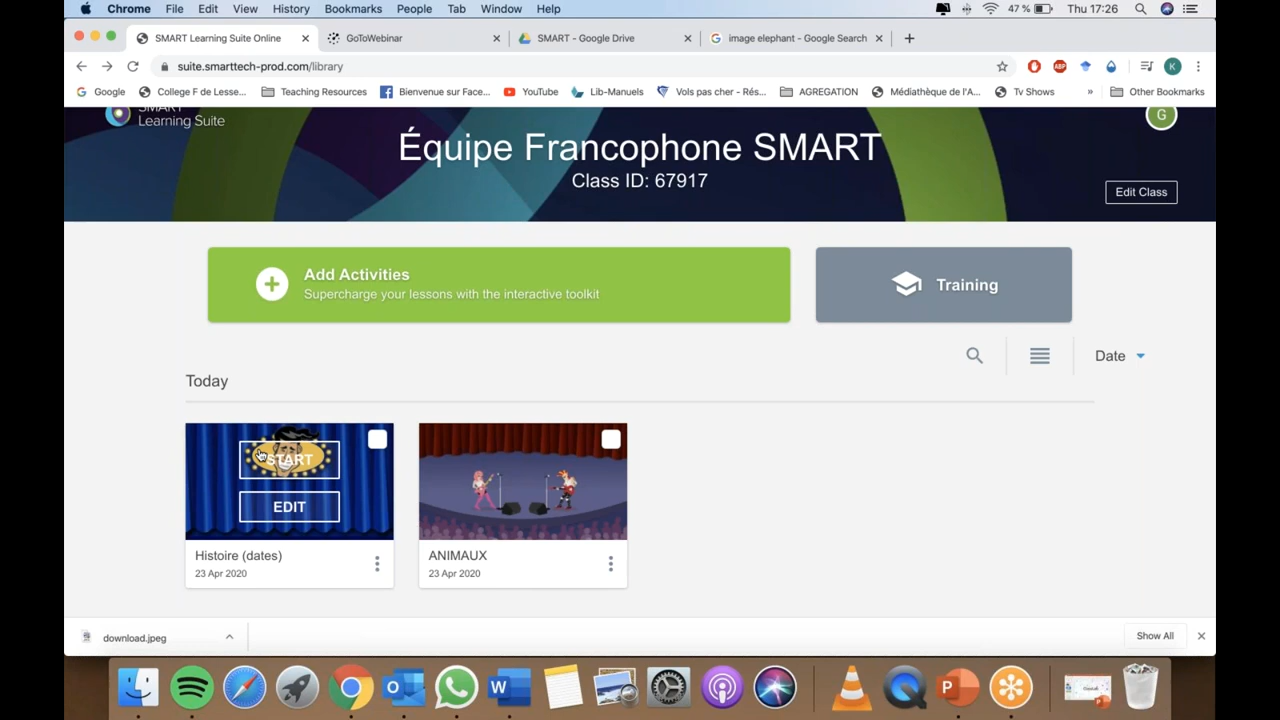 Chrome File Edit View History Bookmarks People Tab Window Help 47 % Thu 17:26
SMART Learning Suite Online GoToWebinar SMART - Google Drive image elephant - Google Search
suite.smarttech-prod.com/library K
Google College F de Lesse... Teaching Resources Bienvenue sur Face... YouTube Lib-Manuels Vols pas cher - Rés... AGREGATION Médiathèque de l'A... Tv Shows » Other Bookmarks
SMART
Learning Suite
G
Équipe Francophone SMART
Class ID: 67917
Edit Class
Add Activities
Supercharge your lessons with the interactive toolkit
Training
Date
Today
START
EDIT
Histoire (dates)
23 Apr 2020
ANIMAUX
23 Apr 2020
download.jpeg
Show All